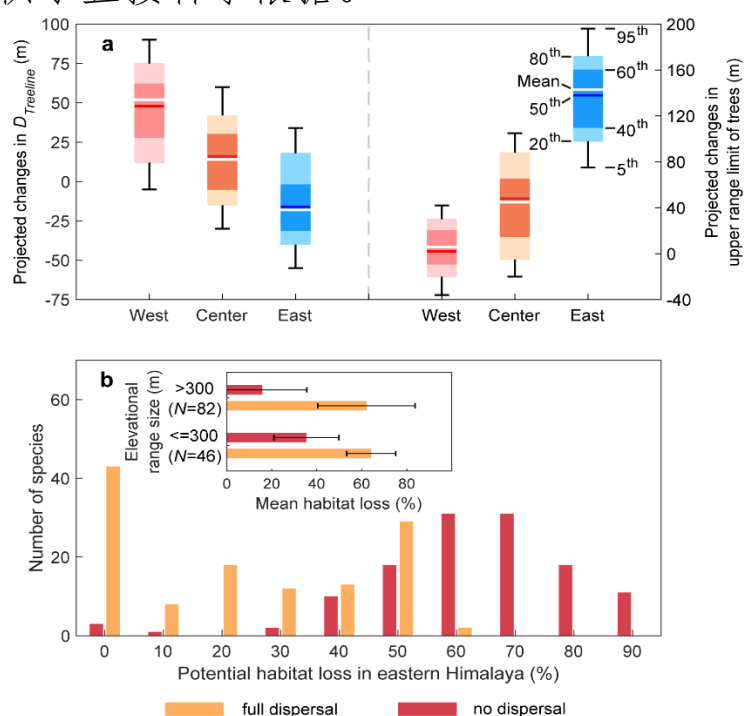 a
100
75
50
25
0
-25
-50
-75
Projected changes in D_Treeline (m)
West
Center
East
West
Center
East
80th
Mean
50th
20th
95th
60th
40th
5th
200
160
120
80
40
0
-40
Projected changes in
upper range limit of trees (m)
b
Number of species
60
40
20
0
Elevational
range size (m)
>300
(N=82)
<=300
(N=46)
0 20 40 60 80
Mean habitat loss (%)
0 10 20 30 40 50 60 70 80 90
Potential habitat loss in eastern Himalaya (%)
full dispersal
no dispersal